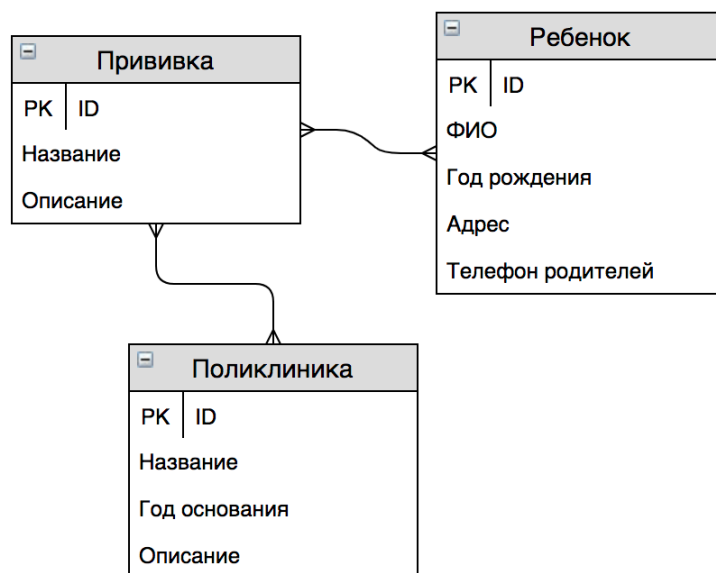 Прививка
PK ID
Название
Описание
Ребенок
PK ID
ФИО
Год рождения
Адрес
Телефон родителей
Поликлиника
PK ID
Название
Год основания
Описание